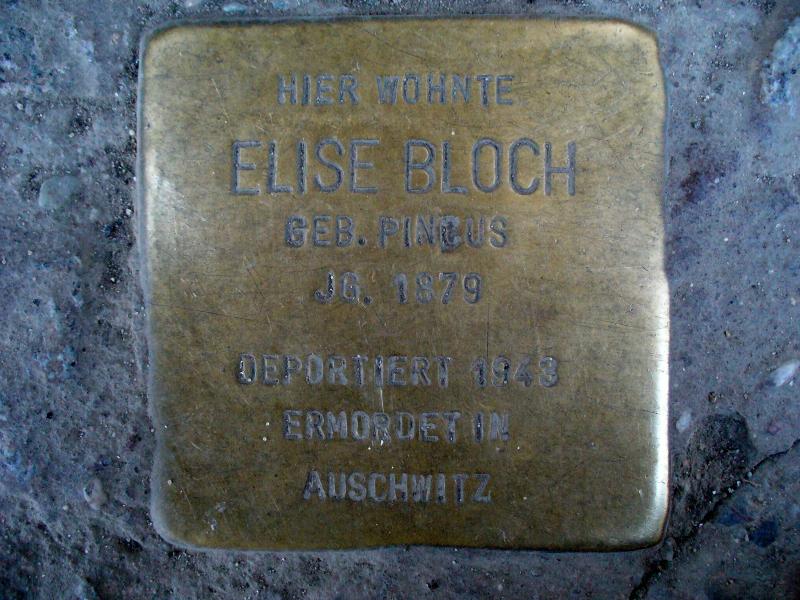 HIER WOHNTE
ELISE BLOCH
GEB. PINCUS
JG. 1879
DEPORTIERT 1943
ERMORDET IN
AUSCHWITZ